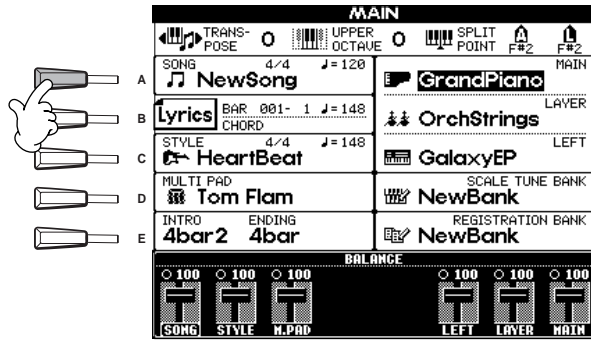 MAIN
TRANS-POSE 0 UPPER OCTAVE 0 SPLIT POINT A F#2 L F#2
A
SONG 4/4 ♩=120
NewSong
MAIN
GrandPiano
B
Lyrics BAR 001- 1 ♩=148
CHORD
LAYER
OrchStrings
C
STYLE 4/4 ♩=148
HeartBeat
LEFT
GalaxyEP
D
MULTI PAD
Tom Flam
SCALE TUNE BANK
NewBank
E
INTRO ENDING
4bar2 4bar
REGISTRATION BANK
NewBank
BALANCE
100 100 100 100 100 100
SONG STYLE M.PAD LEFT LAYER MAIN